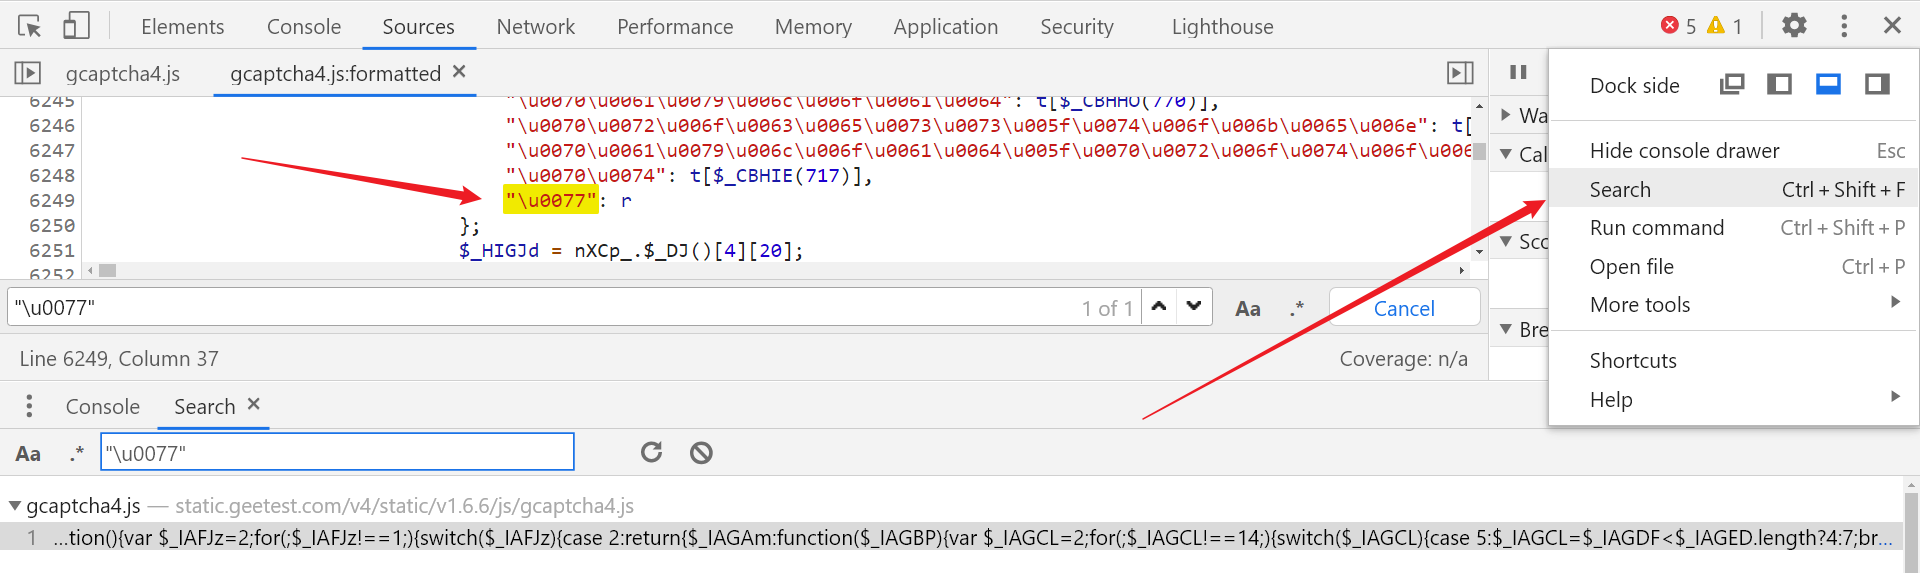 Elements Console Sources Network Performance Memory Application Security Lighthouse 5 1
gcaptcha4.js gcaptcha4.js:formatted
6245 "\u0070\u0061\u0079\u006c\u006f\u0061\u0064": t[$_CBHHO(770)],
6246 "\u0070\u0072\u006f\u0063\u0065\u0073\u0073\u005f\u0074\u006f\u006b\u0065\u006e": t[
6247 "\u0070\u0061\u0079\u006c\u006f\u0061\u0064\u005f\u0070\u0072\u006f\u0074\u006f\u006
6248 "\u0070\u0074": t[$_CBHIE(717)],
6249 "\u0077": r
6250 };
6251 $_HIGJd = nXCp_.$_DJ()[4][20];
6252
"\u0077" 1 of 1 Aa .* Cancel
Line 6249, Column 37 Coverage: n/a
Wa
Cal
Sco
Bre
Dock side
Hide console drawer Esc
Search Ctrl + Shift + F
Run command Ctrl + Shift + P
Open file Ctrl + P
More tools
Shortcuts
Help
Console Search
Aa .* "\u0077"
gcaptcha4.js — static.geetest.com/v4/static/v1.6.6/js/gcaptcha4.js
1 …tion(){var $_IAFJz=2;for(;$_IAFJz!==1;){switch($_IAFJz){case 2:return{$_IAGAm:function($_IAGBP){var $_IAGCL=2;for(;$_IAGCL!==14;){switch($_IAGCL){case 5:$_IAGCL=$_IAGDF<$_IAGED.length?4:7;br…